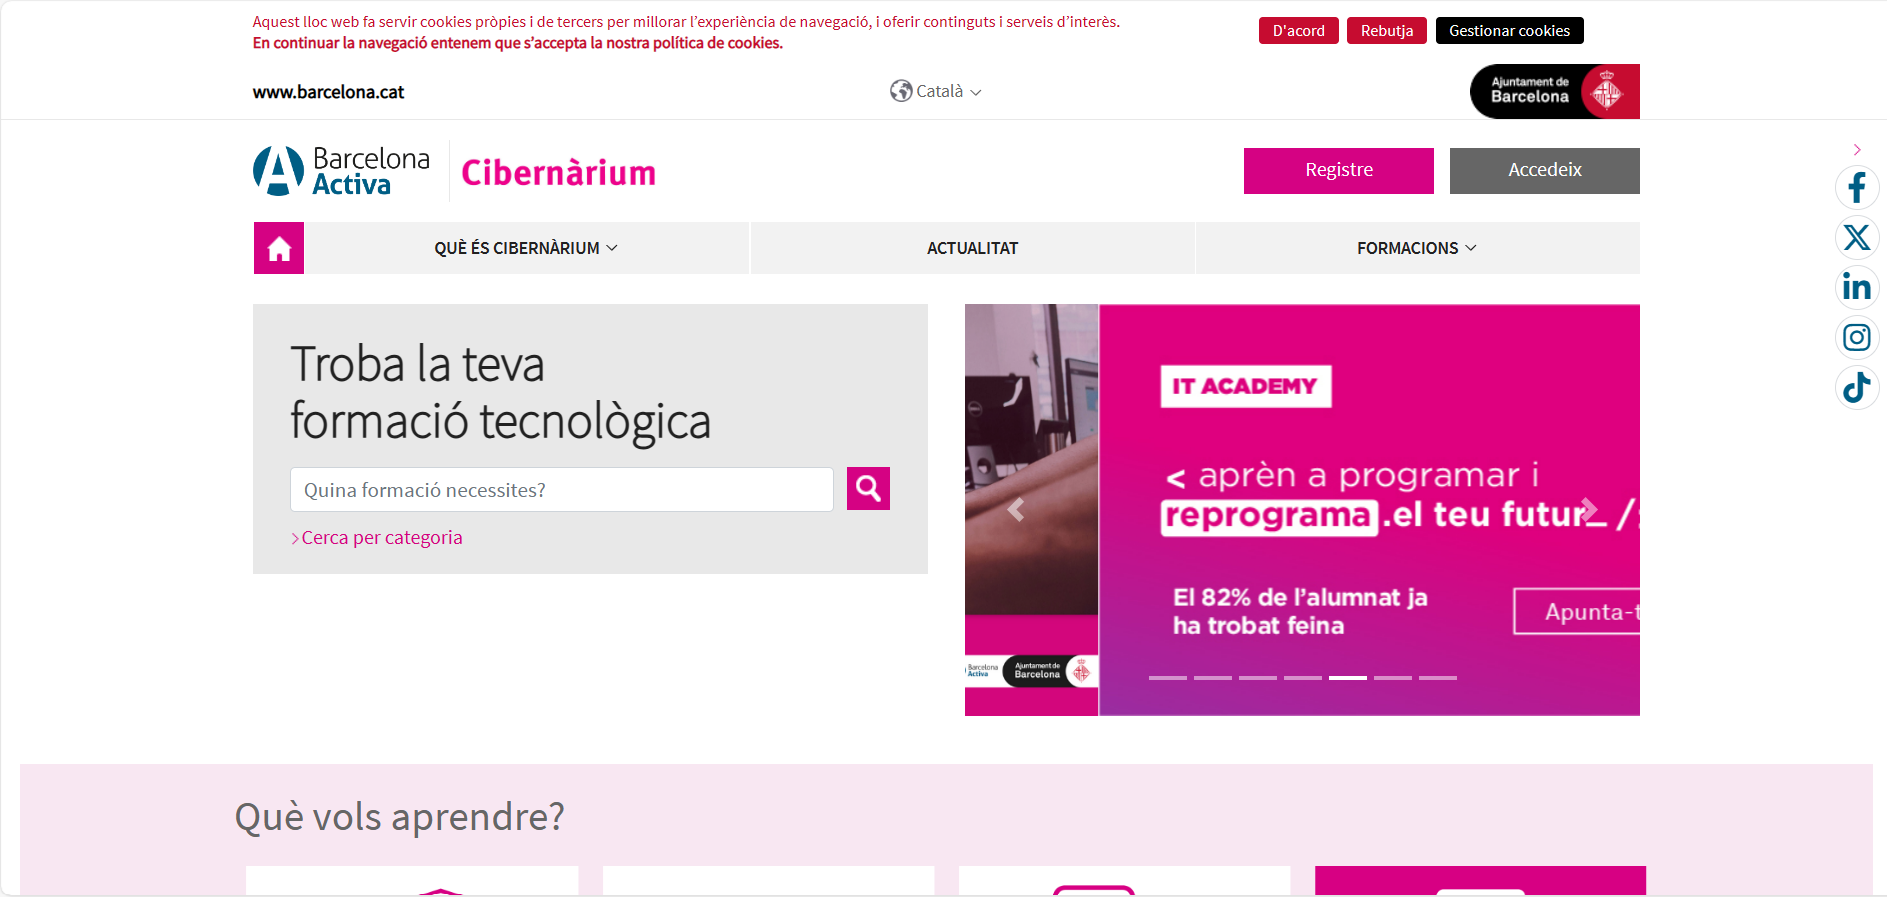 Aquest lloc web fa servir cookies pròpies i de tercers per millorar l’experiència de navegació, i oferir continguts i serveis d’interès.
En continuar la navegació entenem que s’accepta la nostra política de cookies.
D'acord
Rebutja
Gestionar cookies
www.barcelona.cat
Català
Ajuntament de
Barcelona
Barcelona
Activa
Cibernàrium
Registre
Accedeix
QUÈ ÉS CIBERNÀRIUM
ACTUALITAT
FORMACIONS
Troba la teva
formació tecnològica
Quina formació necessites?
Cerca per categoria
IT ACADEMY
< aprèn a programar i
reprograma.el teu futur_ /
El 82% de l’alumnat ja
ha trobat feina
Apunta-t
Barcelona
Activa
Ajuntament de
Barcelona
Què vols aprendre?